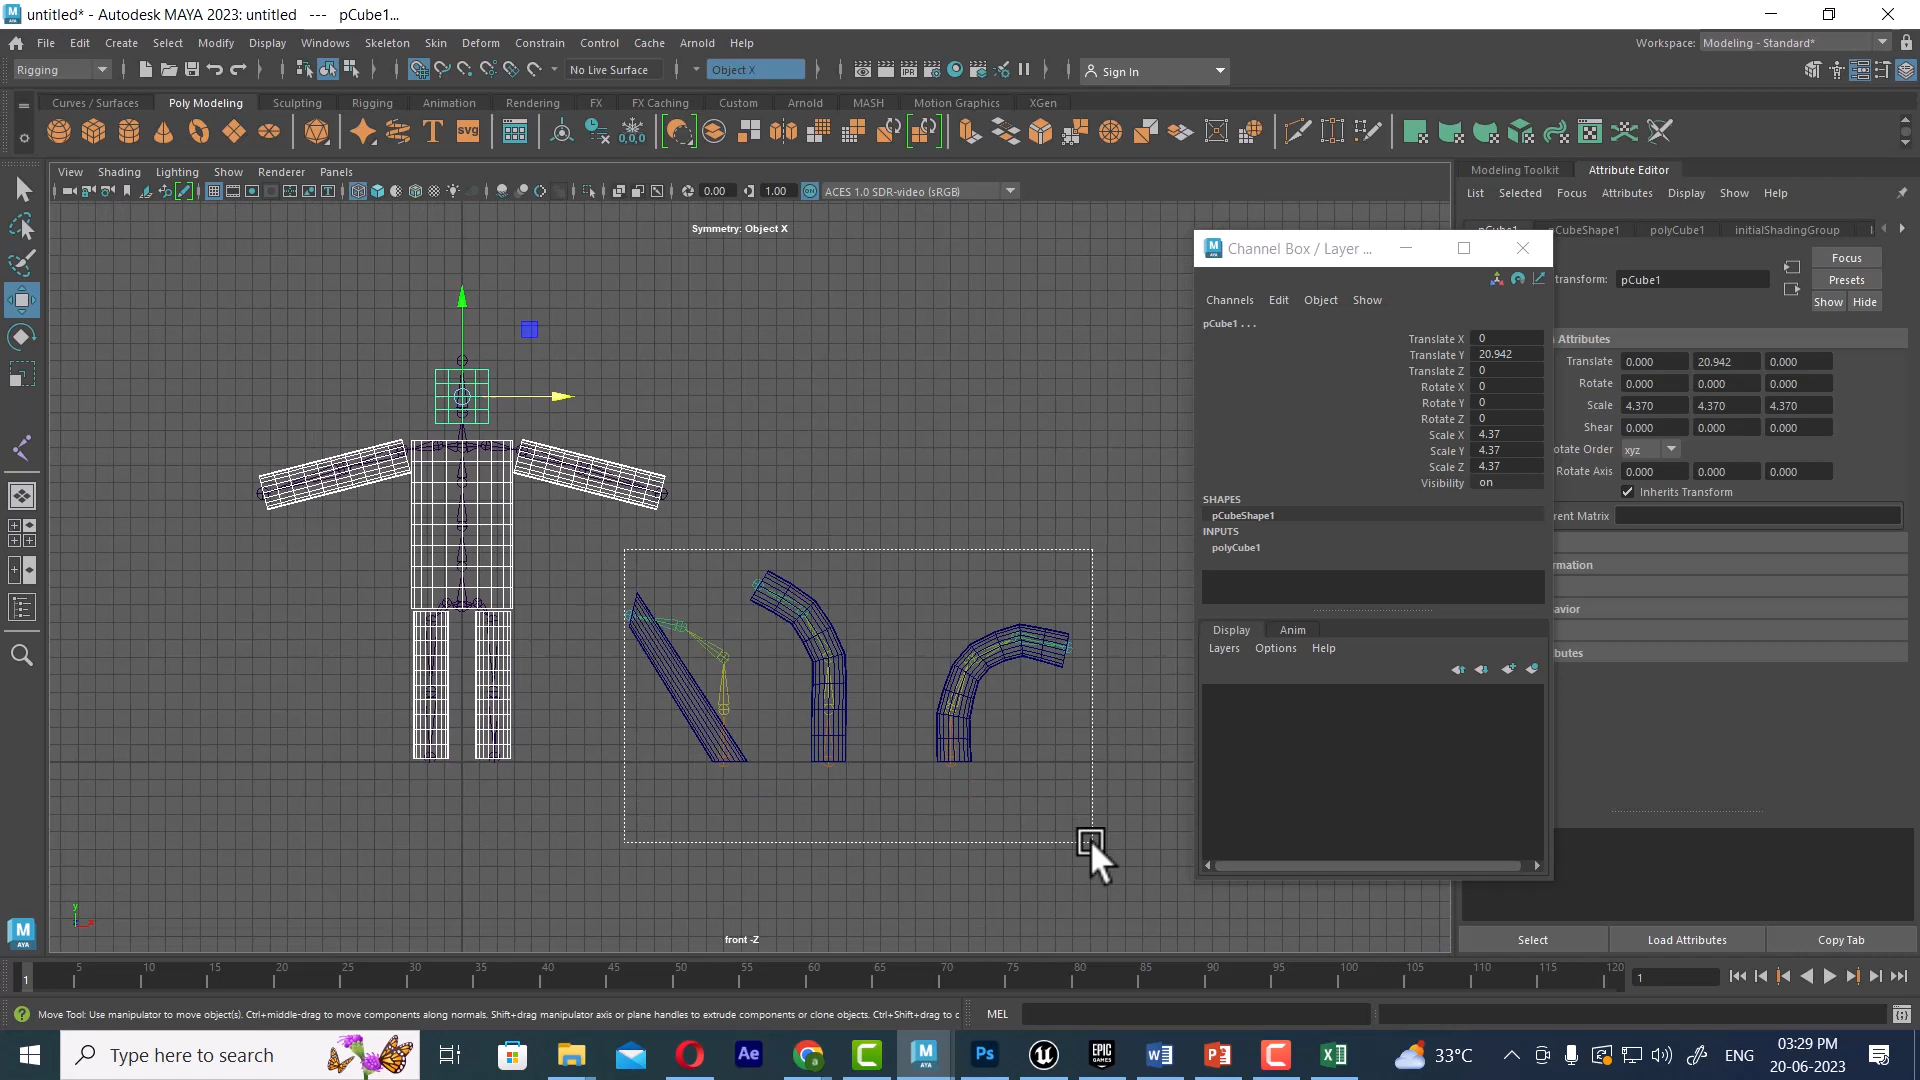 untitled* - Autodesk MAYA 2023: untitled   ---   pCube1...
File Edit Create Select Modify Display Windows Skeleton Skin Deform Constrain Control Cache Arnold Help
Workspace: Modeling - Standard*
Rigging
No Live Surface
Object X
Sign In
Curves / Surfaces Poly Modeling Sculpting Rigging Animation Rendering FX FX Caching Custom Arnold MASH Motion Graphics XGen
T svg 0,0,0
View Shading Lighting Show Renderer Panels
0.00 1.00 ACES 1.0 SDR-video (sRGB)
Symmetry: Object X
front -Z
Channel Box / Layer ...
Channels Edit Object Show
pCube1 . . .
Translate X 0
Translate Y 20.942
Translate Z 0
Rotate X 0
Rotate Y 0
Rotate Z 0
Scale X 4.37
Scale Y 4.37
Scale Z 4.37
Visibility on
SHAPES
pCubeShape1
INPUTS
polyCube1
Display Anim
Layers Options Help
Modeling Toolkit Attribute Editor
List Selected Focus Attributes Display Show Help
pCube1 CubeShape1 polyCube1 initialShadingGroup
Focus
ransform: pCube1
Presets
Show Hide
Attributes
Translate 0.000 20.942 0.000
Rotate 0.000 0.000 0.000
Scale 4.370 4.370 4.370
Shear 0.000 0.000 0.000
otate Order xyz
Rotate Axis 0.000 0.000 0.000
Inherits Transform
rent Matrix
rmation
avior
butes
Select Load Attributes Copy Tab
5 10 15 20 25 30 35 40 45 50 55 60 65 70 75 80 85 90 95 100 105 110 115 120
1
1
Move Tool: Use manipulator to move object(s). Ctrl+middle-drag to move components along normals. Shift+drag manipulator axis or plane handles to extrude components or clone objects. Ctrl+Shift+drag to c
MEL
M
AYA
Type here to search
33°C
ENG
03:29 PM
20-06-2023